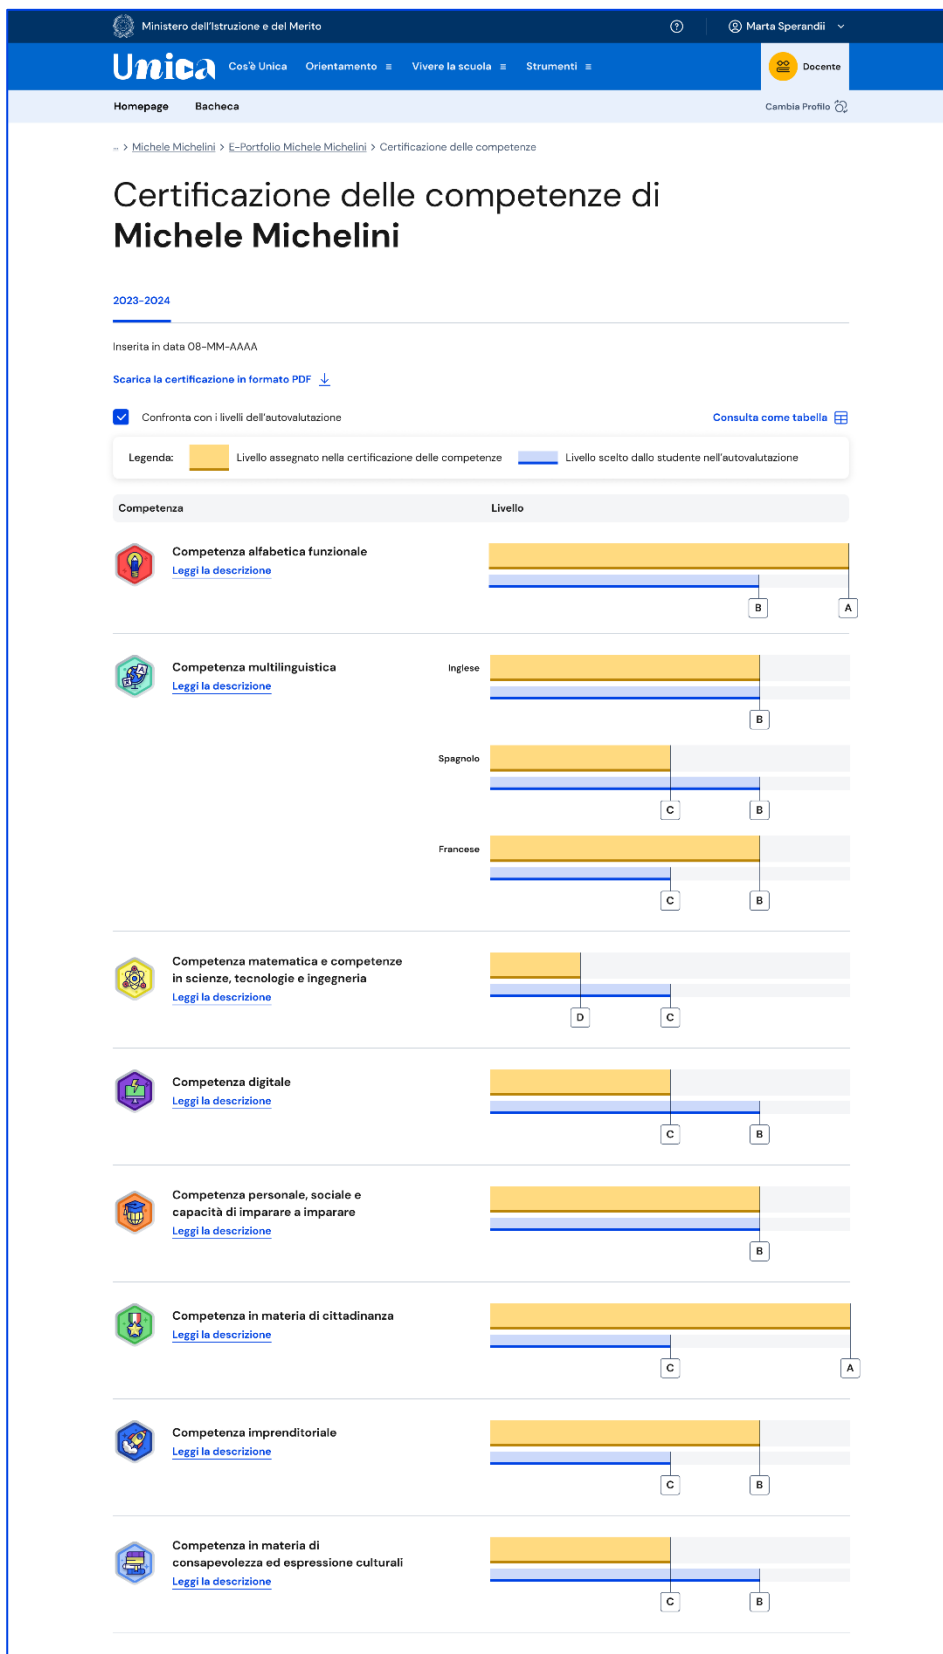 Ministero dell'Istruzione e del Merito
Marta Sperandii
Unica Cos'è Unica Orientamento Vivere la scuola Strumenti Docente
Homepage Bacheca Cambia Profilo
... > Michele Michelini > E-Portfolio Michele Michelini > Certificazione delle competenze
Certificazione delle competenze di
Michele Michelini
2023-2024
Inserita in data 08-MM-AAAA
Scarica la certificazione in formato PDF
Confronta con i livelli dell'autovalutazione Consulta come tabella
Legenda: Livello assegnato nella certificazione delle competenze Livello scelto dallo studente nell'autovalutazione
Competenza Livello
Competenza alfabetica funzionale
Leggi la descrizione
B A
Competenza multilinguistica Inglese
Leggi la descrizione
B
Spagnolo
C B
Francese
C B
Competenza matematica e competenze
in scienze, tecnologie e ingegneria
Leggi la descrizione
D C
Competenza digitale
Leggi la descrizione
C B
Competenza personale, sociale e
capacità di imparare a imparare
Leggi la descrizione
B
Competenza in materia di cittadinanza
Leggi la descrizione
C A
Competenza imprenditoriale
Leggi la descrizione
C B
Competenza in materia di
consapevolezza ed espressione culturali
Leggi la descrizione
C B